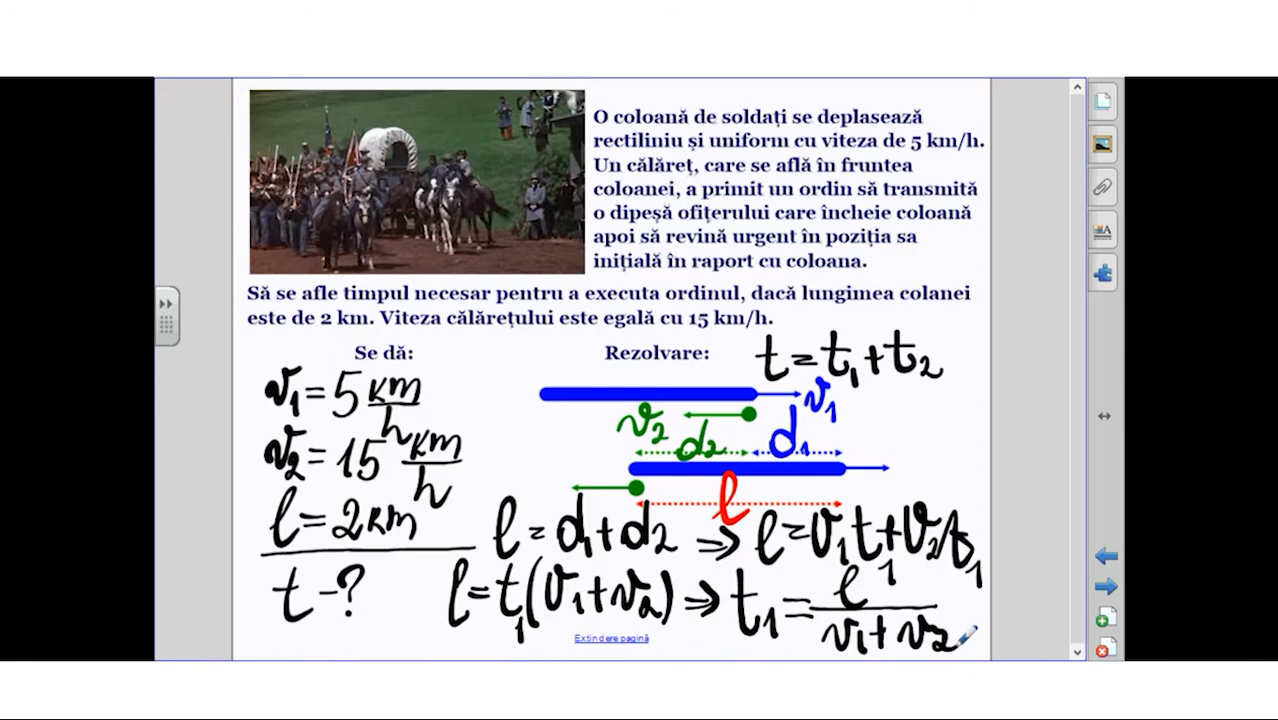 O coloană de soldați se deplasează
rectiliniu și uniform cu viteza de 5 km/h.
Un călăreț, care se află în fruntea
coloanei, a primit un ordin să transmită
o dipeșă ofițerului care încheie coloană
apoi să revină urgent în poziția sa
inițială în raport cu coloana.
Să se afle timpul necesar pentru a executa ordinul, dacă lungimea colanei
este de 2 km. Viteza călărețului este egală cu 15 km/h.
Se dă:
Rezolvare:
t = t₁ + t₂
v₁ = 5 км/h
v₁
v₂
d₂
d₁
v₂ = 15 км/h
l
l = 2 км
l = d₁ + d₂ ⇒ l = v₁t₁ + v₂t₁
t - ?
l = t₁(v₁ + v₂) ⇒ t₁ = l/(v₁ + v₂)
Extindere pagină